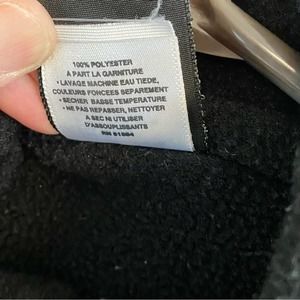 100% POLYESTER
A PART LA GARNITURE
• LAVAGE MACHINE EAU TIEDE,
COULEURS FONCEES SEPAREMENT
• SECHER BASSE TEMPERATURE
• NE PAS REPASSER, NETTOYER
A SEC NI UTILISER
D'ASSOUPLISSANTS
RN 51884